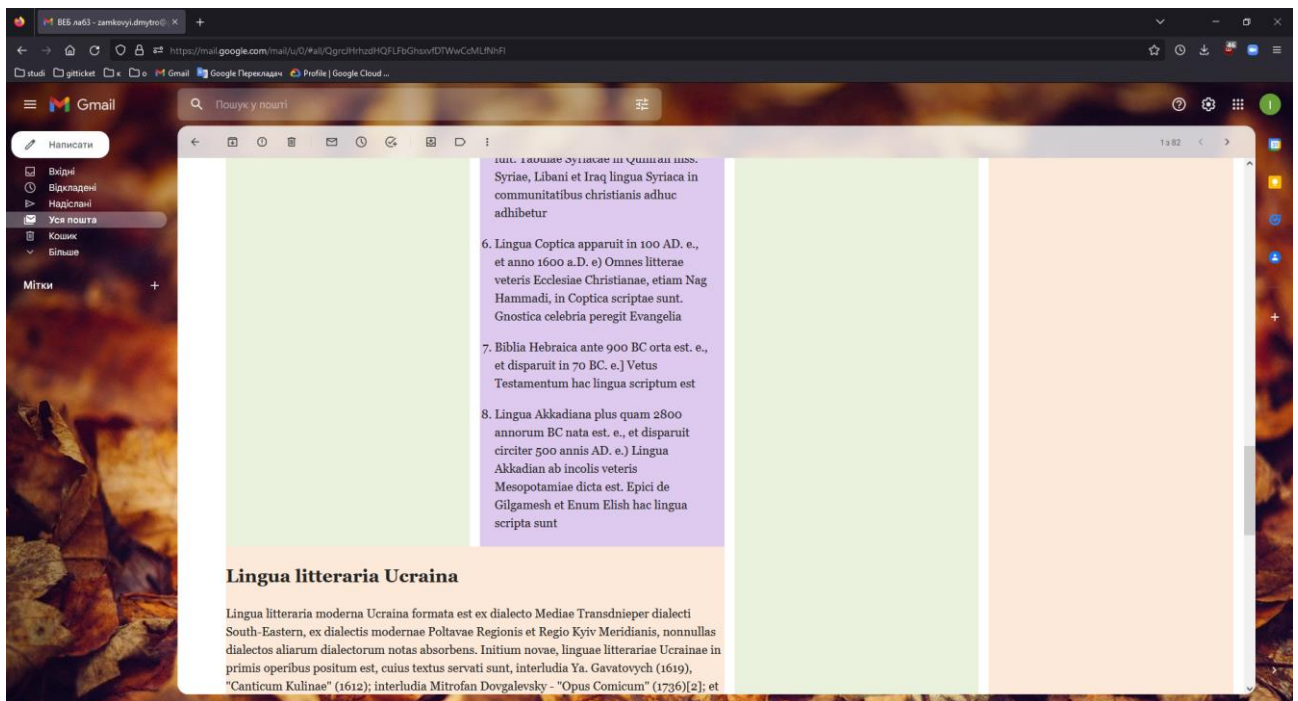 ВЕБ лаб3 - zamkovyi.dmytro@
https://mail.google.com/mail/u/0/#all/QgrcJHrhzdHQFLFbGhsxvfDTWwCcMLfNhFl
studi gitticket к о Gmail Google Перекладач Profile | Google Cloud ...
Gmail
Пошук у пошті
Написати
1 з 82
Вхідні
Відкладені
Надіслані
Уся пошта
Кошик
Більше
Мітки
fuit. Tabulae Syriacae in Qumran mss.
Syriae, Libani et Iraq lingua Syriaca in
communitatibus christianis adhuc
adhibetur
6. Lingua Coptica apparuit in 100 AD. e.,
et anno 1600 a.D. e) Omnes litterae
veteris Ecclesiae Christianae, etiam Nag
Hammadi, in Coptica scriptae sunt.
Gnostica celebria peregit Evangelia
7. Biblia Hebraica ante 900 BC orta est. e.,
et disparuit in 70 BC. e.] Vetus
Testamentum hac lingua scriptum est
8. Lingua Akkadiana plus quam 2800
annorum BC nata est. e., et disparuit
circiter 500 annis AD. e.) Lingua
Akkadian ab incolis veteris
Mesopotamiae dicta est. Epici de
Gilgamesh et Enum Elish hac lingua
scripta sunt
Lingua litteraria Ucraina
Lingua litteraria moderna Ucraina formata est ex dialecto Mediae Transdnieper dialecti
South-Eastern, ex dialectis modernae Poltavae Regionis et Regio Kyiv Meridianis, nonnullas
dialectos aliarum dialectorum notas absorbens. Initium novae, linguae litterariae Ucrainae in
primis operibus positum est, cuius textus servati sunt, interludia Ya. Gavatovych (1619),
"Canticum Kulinae" (1612); interludia Mitrofan Dovgalevsky - "Opus Comicum" (1736)[2]; et